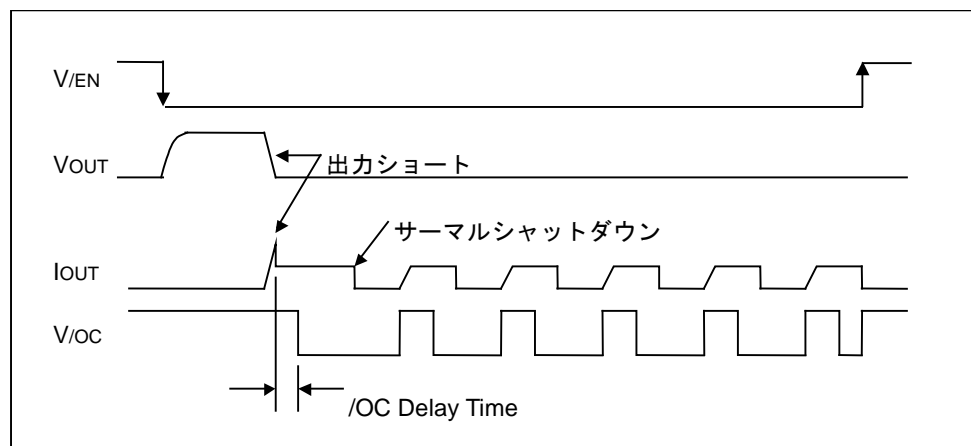 V/EN
VOUT
出力ショート
サーマルシャットダウン
IOUT
V/OC
/OC Delay Time